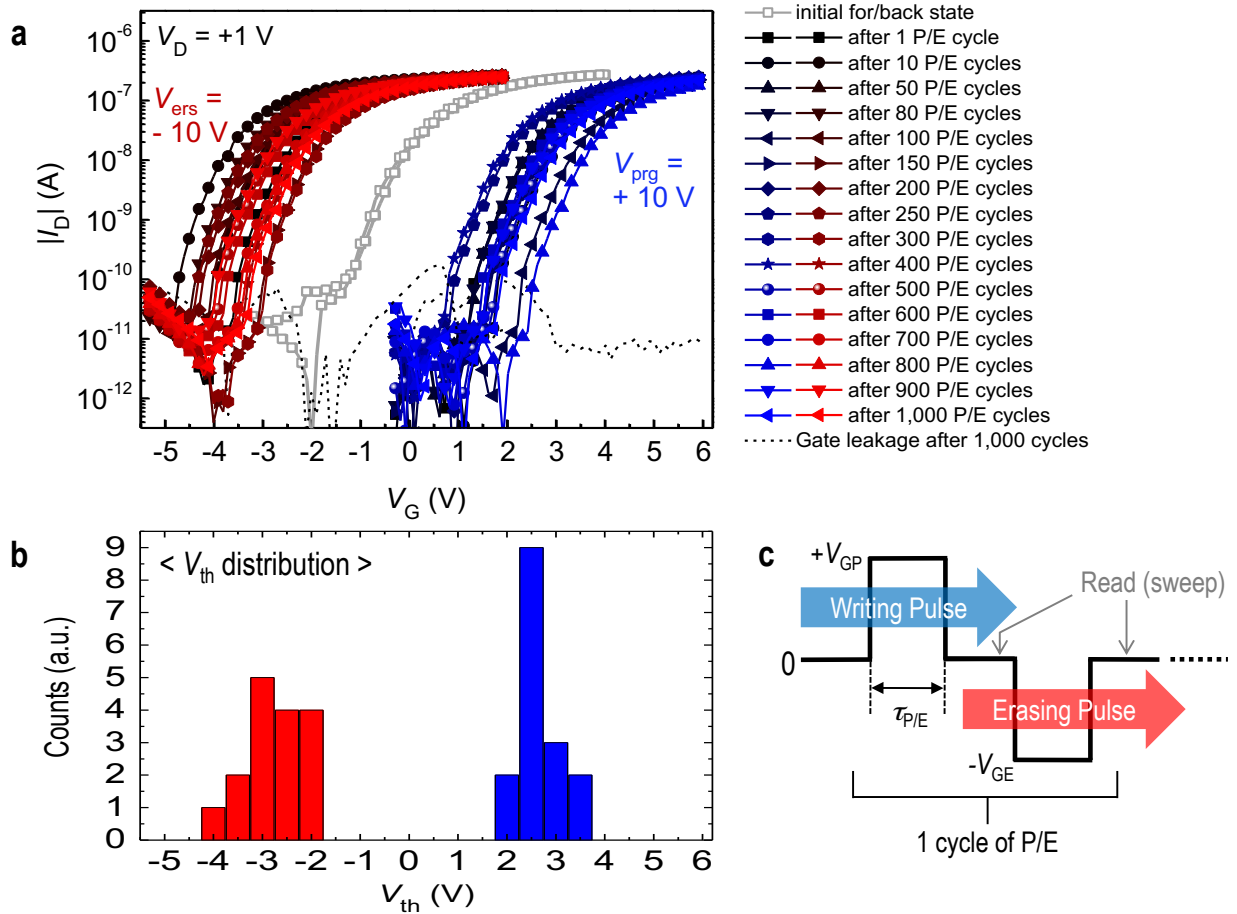 a
V_D = +1 V
V_ers =
- 10 V
V_prg =
+ 10 V
|I_D| (A)
10^-6
10^-7
10^-8
10^-9
10^-10
10^-11
10^-12
-5 -4 -3 -2 -1 0 1 2 3 4 5 6
V_G (V)
initial for/back state
after 1 P/E cycle
after 10 P/E cycles
after 50 P/E cycles
after 80 P/E cycles
after 100 P/E cycles
after 150 P/E cycles
after 200 P/E cycles
after 250 P/E cycles
after 300 P/E cycles
after 400 P/E cycles
after 500 P/E cycles
after 600 P/E cycles
after 700 P/E cycles
after 800 P/E cycles
after 900 P/E cycles
after 1,000 P/E cycles
Gate leakage after 1,000 cycles
b
< V_th distribution >
Counts (a.u.)
9
8
7
6
5
4
3
2
1
0
-5 -4 -3 -2 -1 0 1 2 3 4 5 6
V_th (V)
c
+V_GP
Writing Pulse
Read (sweep)
0
τ_P/E
Erasing Pulse
-V_GE
1 cycle of P/E